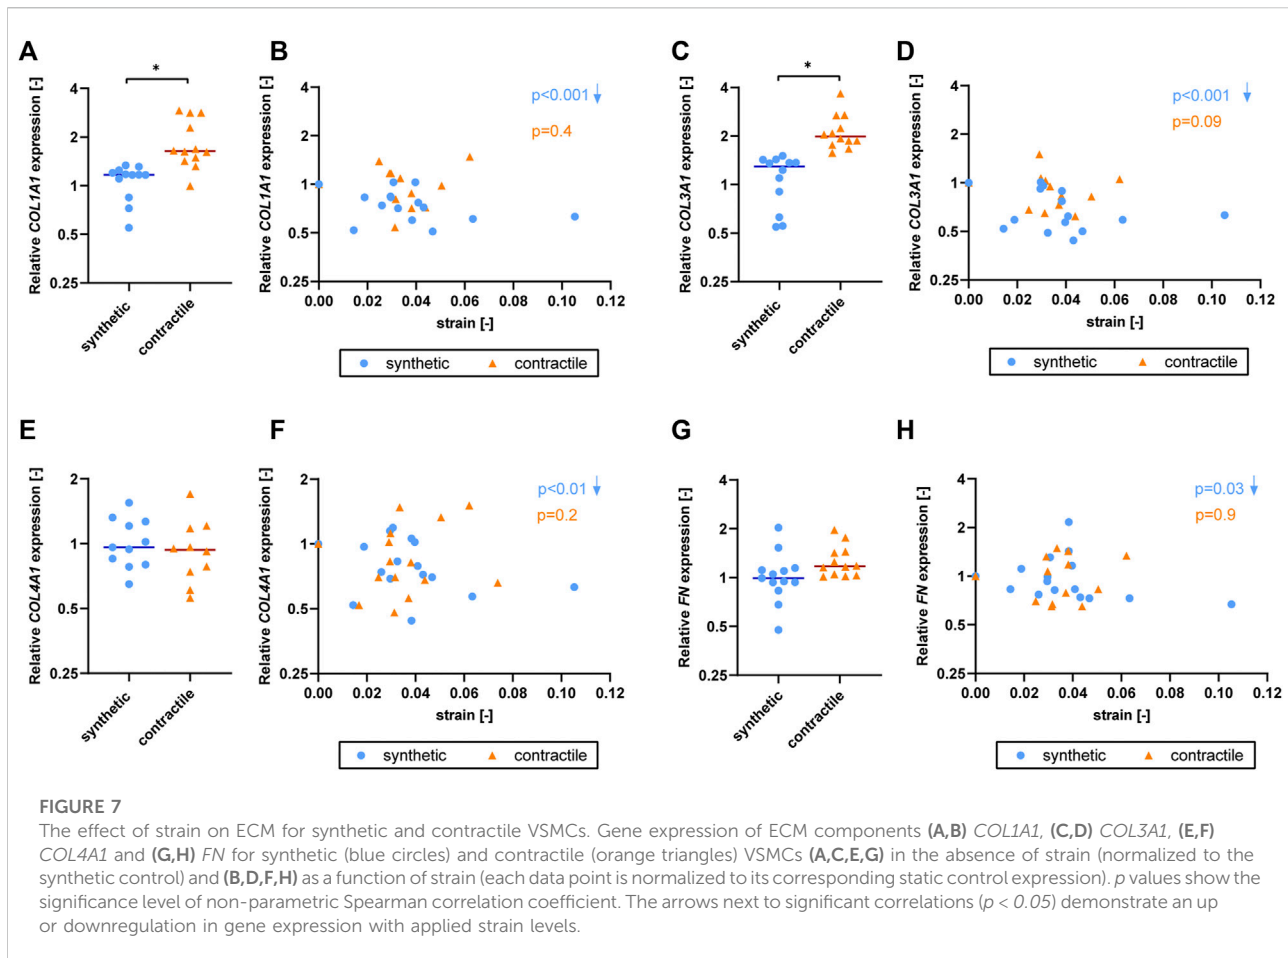 A
Relative COL1A1 expression [-]
4
2
1
0.5
0.25
*
synthetic
contractile
B
Relative COL1A1 expression [-]
4
2
1
0.5
0.25
p<0.001
p=0.4
0.00 0.02 0.04 0.06 0.08 0.10 0.12
strain [-]
synthetic contractile
C
Relative COL3A1 expression [-]
4
2
1
0.5
0.25
*
synthetic
contractile
D
Relative COL3A1 expression [-]
4
2
1
0.5
0.25
p<0.001
p=0.09
0.00 0.02 0.04 0.06 0.08 0.10 0.12
strain [-]
synthetic contractile
E
Relative COL4A1 expression [-]
2
1
0.5
0.25
synthetic
contractile
F
Relative COL4A1 expression [-]
2
1
0.5
0.25
p<0.01
p=0.2
0.00 0.02 0.04 0.06 0.08 0.10 0.12
strain [-]
synthetic contractile
G
Relative FN expression [-]
4
2
1
0.5
0.25
synthetic
contractile
H
Relative FN expression [-]
4
2
1
0.5
0.25
p=0.03
p=0.9
0.00 0.02 0.04 0.06 0.08 0.10 0.12
strain [-]
synthetic contractile
FIGURE 7
The effect of strain on ECM for synthetic and contractile VSMCs. Gene expression of ECM components (A,B) COL1A1, (C,D) COL3A1, (E,F)
COL4A1 and (G,H) FN for synthetic (blue circles) and contractile (orange triangles) VSMCs (A,C,E,G) in the absence of strain (normalized to the
synthetic control) and (B,D,F,H) as a function of strain (each data point is normalized to its corresponding static control expression). p values show the
significance level of non-parametric Spearman correlation coefficient. The arrows next to significant correlations (p < 0.05) demonstrate an up
or downregulation in gene expression with applied strain levels.